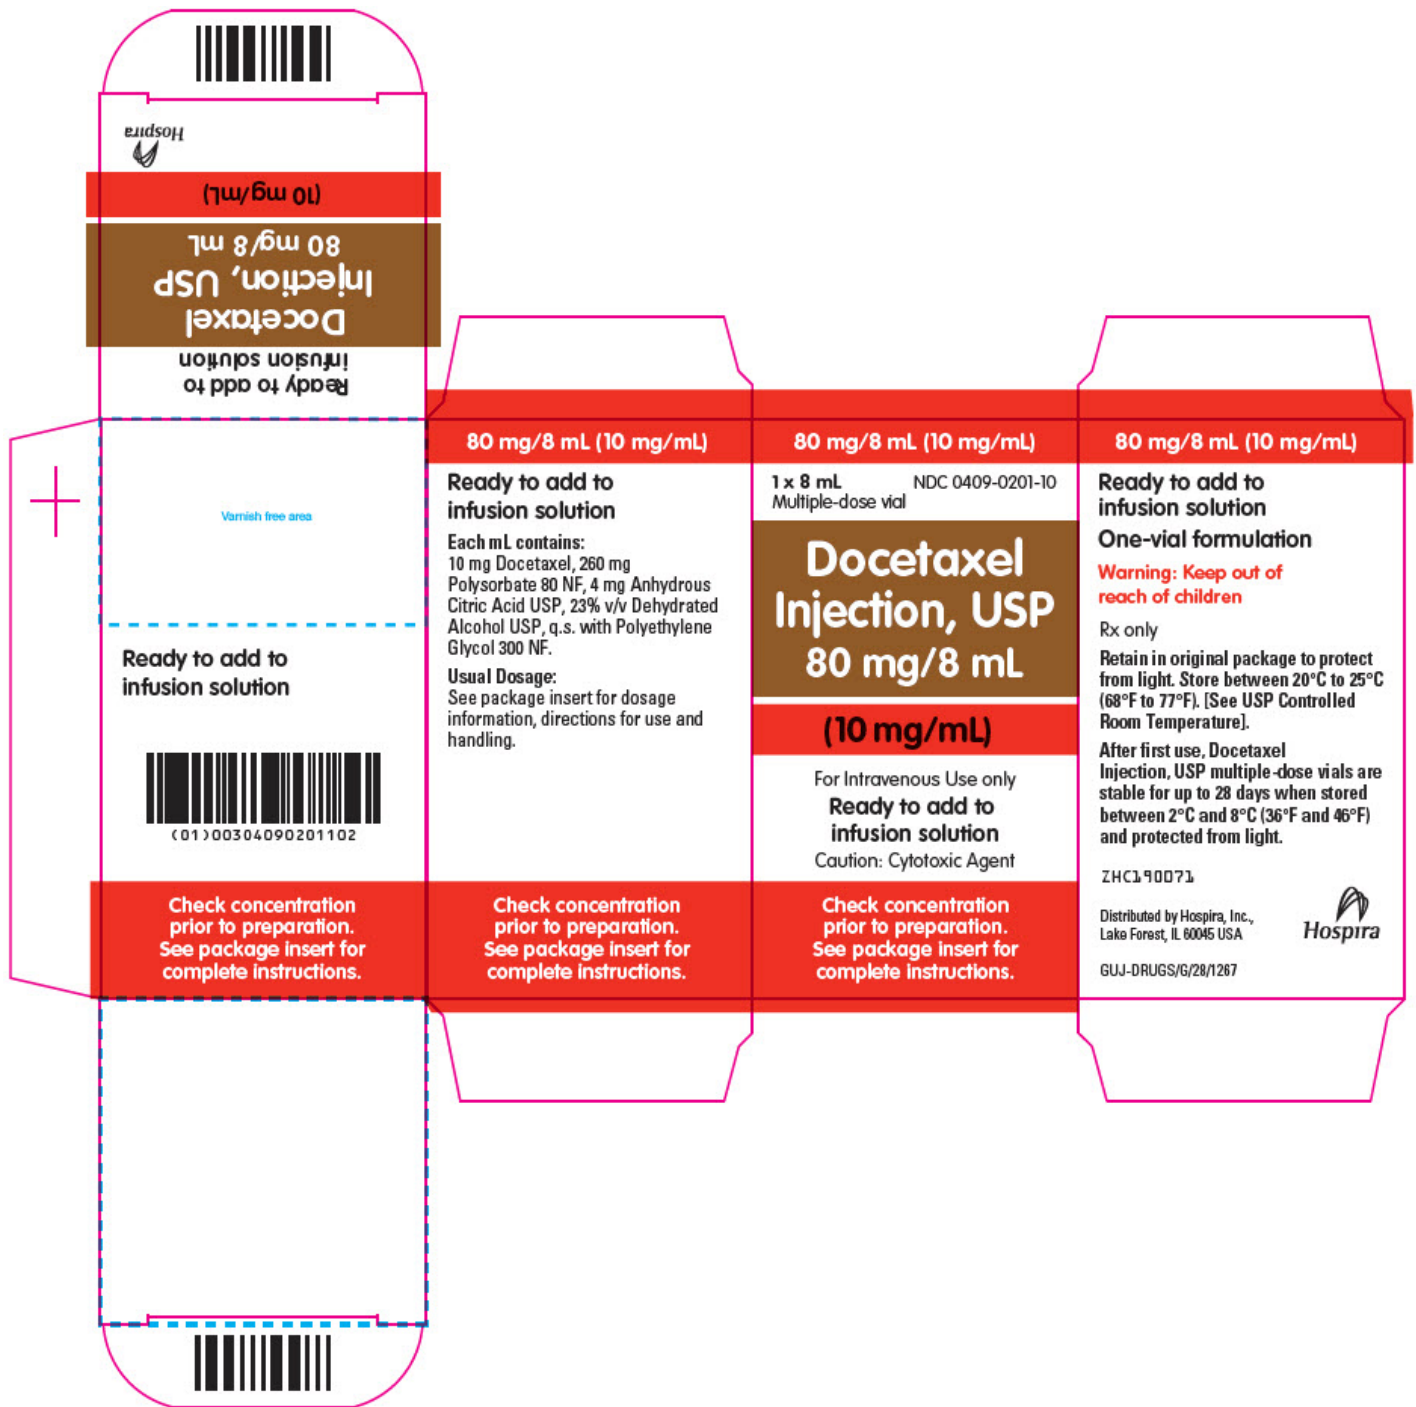 Hospira
(10 mg/mL)
80 mg/8 mL
Injection, USP
Docetaxel
infusion solution
Ready to add to
Varnish free area
Ready to add to
infusion solution
(01)00304090201102
Check concentration
prior to preparation.
See package insert for
complete instructions.
80 mg/8 mL (10 mg/mL)
Ready to add to
infusion solution
Each mL contains:
10 mg Docetaxel, 260 mg
Polysorbate 80 NF, 4 mg Anhydrous
Citric Acid USP, 23% v/v Dehydrated
Alcohol USP, q.s. with Polyethylene
Glycol 300 NF.
Usual Dosage:
See package insert for dosage
information, directions for use and
handling.
Check concentration
prior to preparation.
See package insert for
complete instructions.
80 mg/8 mL (10 mg/mL)
1 x 8 mL NDC 0409-0201-10
Multiple-dose vial
Docetaxel
Injection, USP
80 mg/8 mL
(10 mg/mL)
For Intravenous Use only
Ready to add to
infusion solution
Caution: Cytotoxic Agent
Check concentration
prior to preparation.
See package insert for
complete instructions.
80 mg/8 mL (10 mg/mL)
Ready to add to
infusion solution
One-vial formulation
Warning: Keep out of
reach of children
Rx only
Retain in original package to protect
from light. Store between 20°C to 25°C
(68°F to 77°F). [See USP Controlled
Room Temperature].
After first use, Docetaxel
Injection, USP multiple-dose vials are
stable for up to 28 days when stored
between 2°C and 8°C (36°F and 46°F)
and protected from light.
ZHC190071
Distributed by Hospira, Inc.,
Lake Forest, IL 60045 USA
Hospira
GUJ-DRUGS/G/28/1267